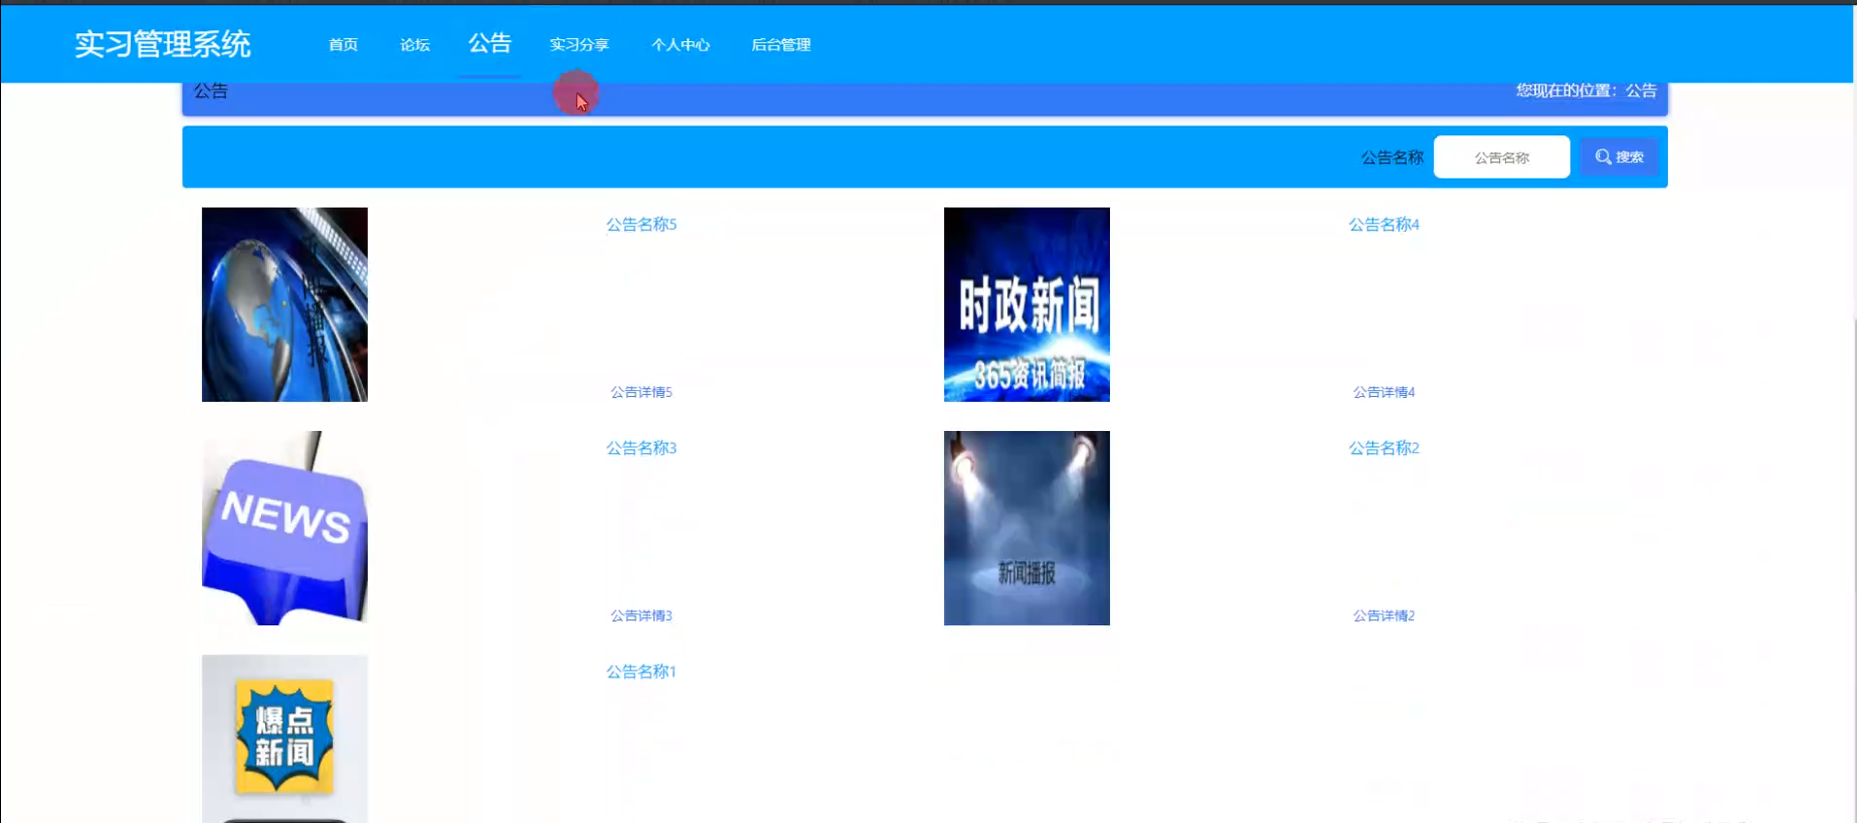 实习管理系统 首页 论坛 公告 实习分享 个人中心 后台管理
公告 您现在的位置：公告
公告名称 公告名称 搜索
公告名称5
公告名称4
时政新闻
365资讯简报
公告详情5
公告详情4
公告名称3
公告名称2
NEWS
新闻播报
公告详情3
公告详情2
公告名称1
爆点
新闻